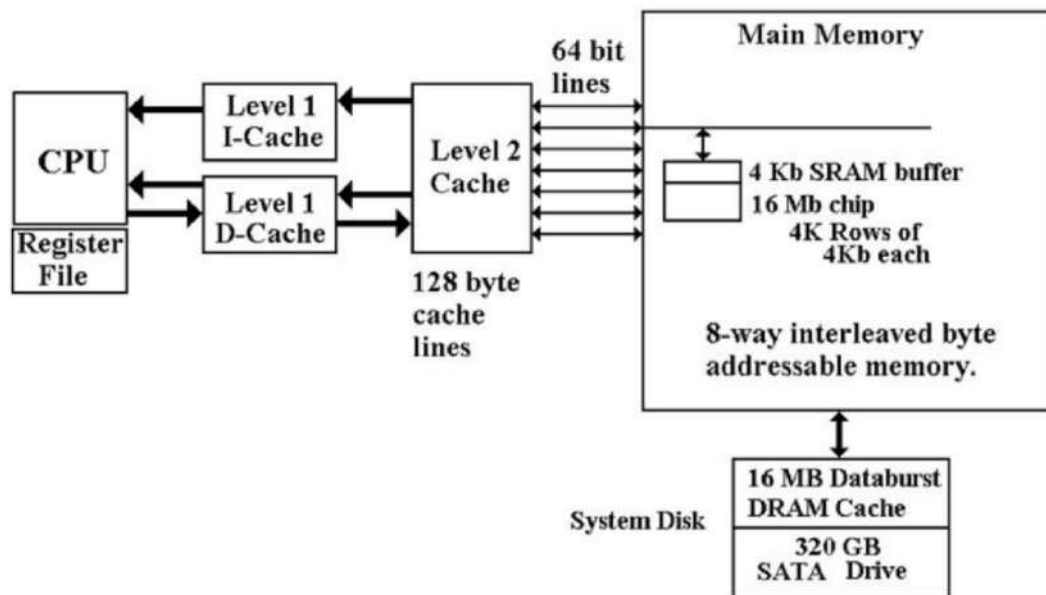 Main Memory
64 bit
lines
CPU
Register
File
Level 1
I-Cache
Level 1
D-Cache
Level 2
Cache
128 byte
cache
lines
4 Kb SRAM buffer
16 Mb chip
4K Rows of
4Kb each
8-way interleaved byte
addressable memory.
System Disk
16 MB Databurst
DRAM Cache
320 GB
SATA Drive